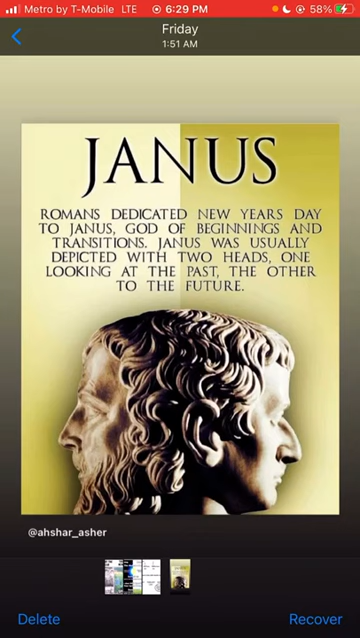 Metro by T-Mobile LTE 6:29 PM 58%
Friday
1:51 AM
JANUS
ROMANS DEDICATED NEW YEARS DAY
TO JANUS, GOD OF BEGINNINGS AND
TRANSITIONS. JANUS WAS USUALLY
DEPICTED WITH TWO HEADS, ONE
LOOKING AT THE PAST, THE OTHER
TO THE FUTURE.
@ahshar_asher
Delete Recover